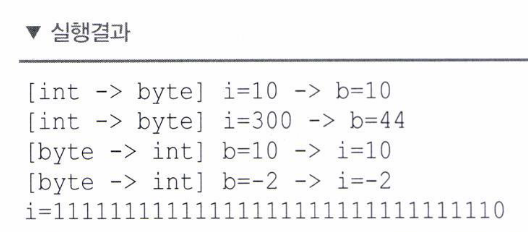 ▼ 실행결과
[int -> byte] i=10 -> b=10
[int -> byte] i=300 -> b=44
[byte -> int] b=10 -> i=10
[byte -> int] b=-2 -> i=-2
i=11111111111111111111111111111110